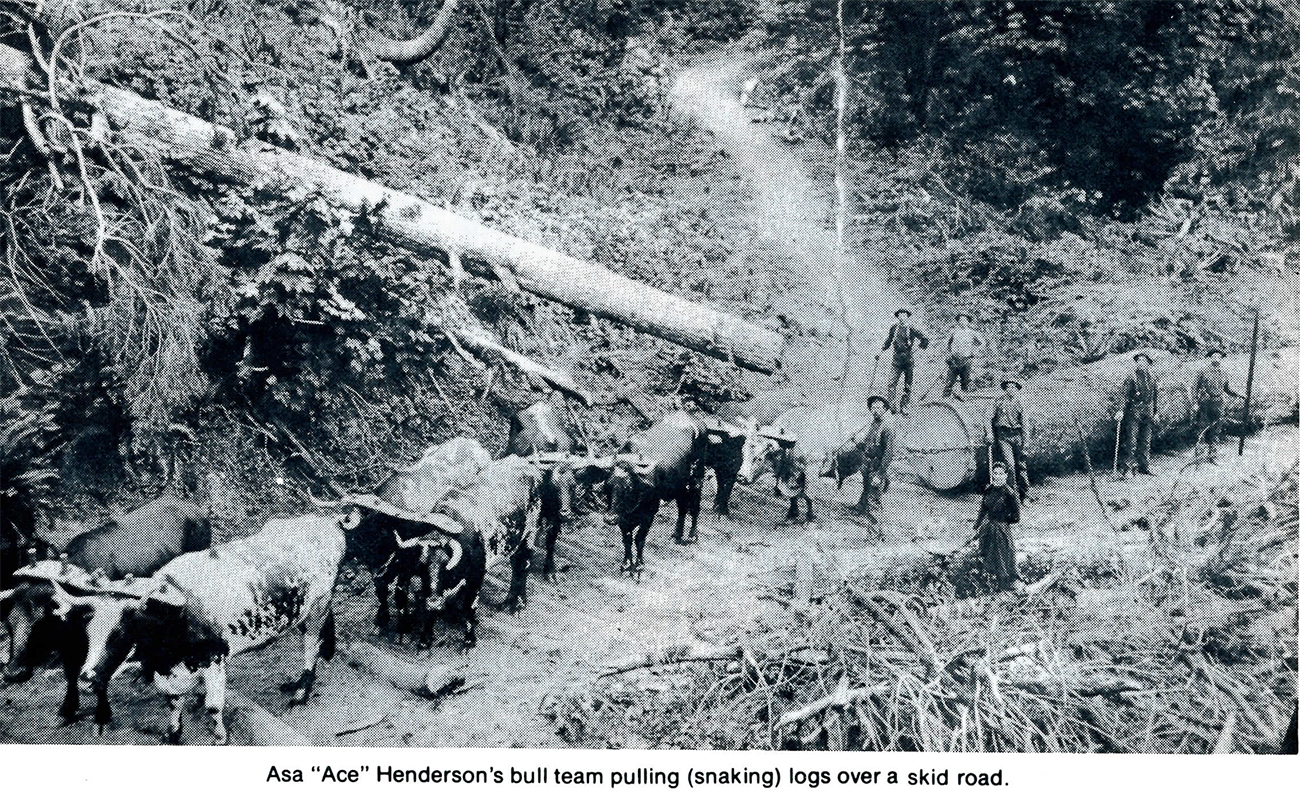 Asa “Ace” Henderson’s bull team pulling (snaking) logs over a skid road.